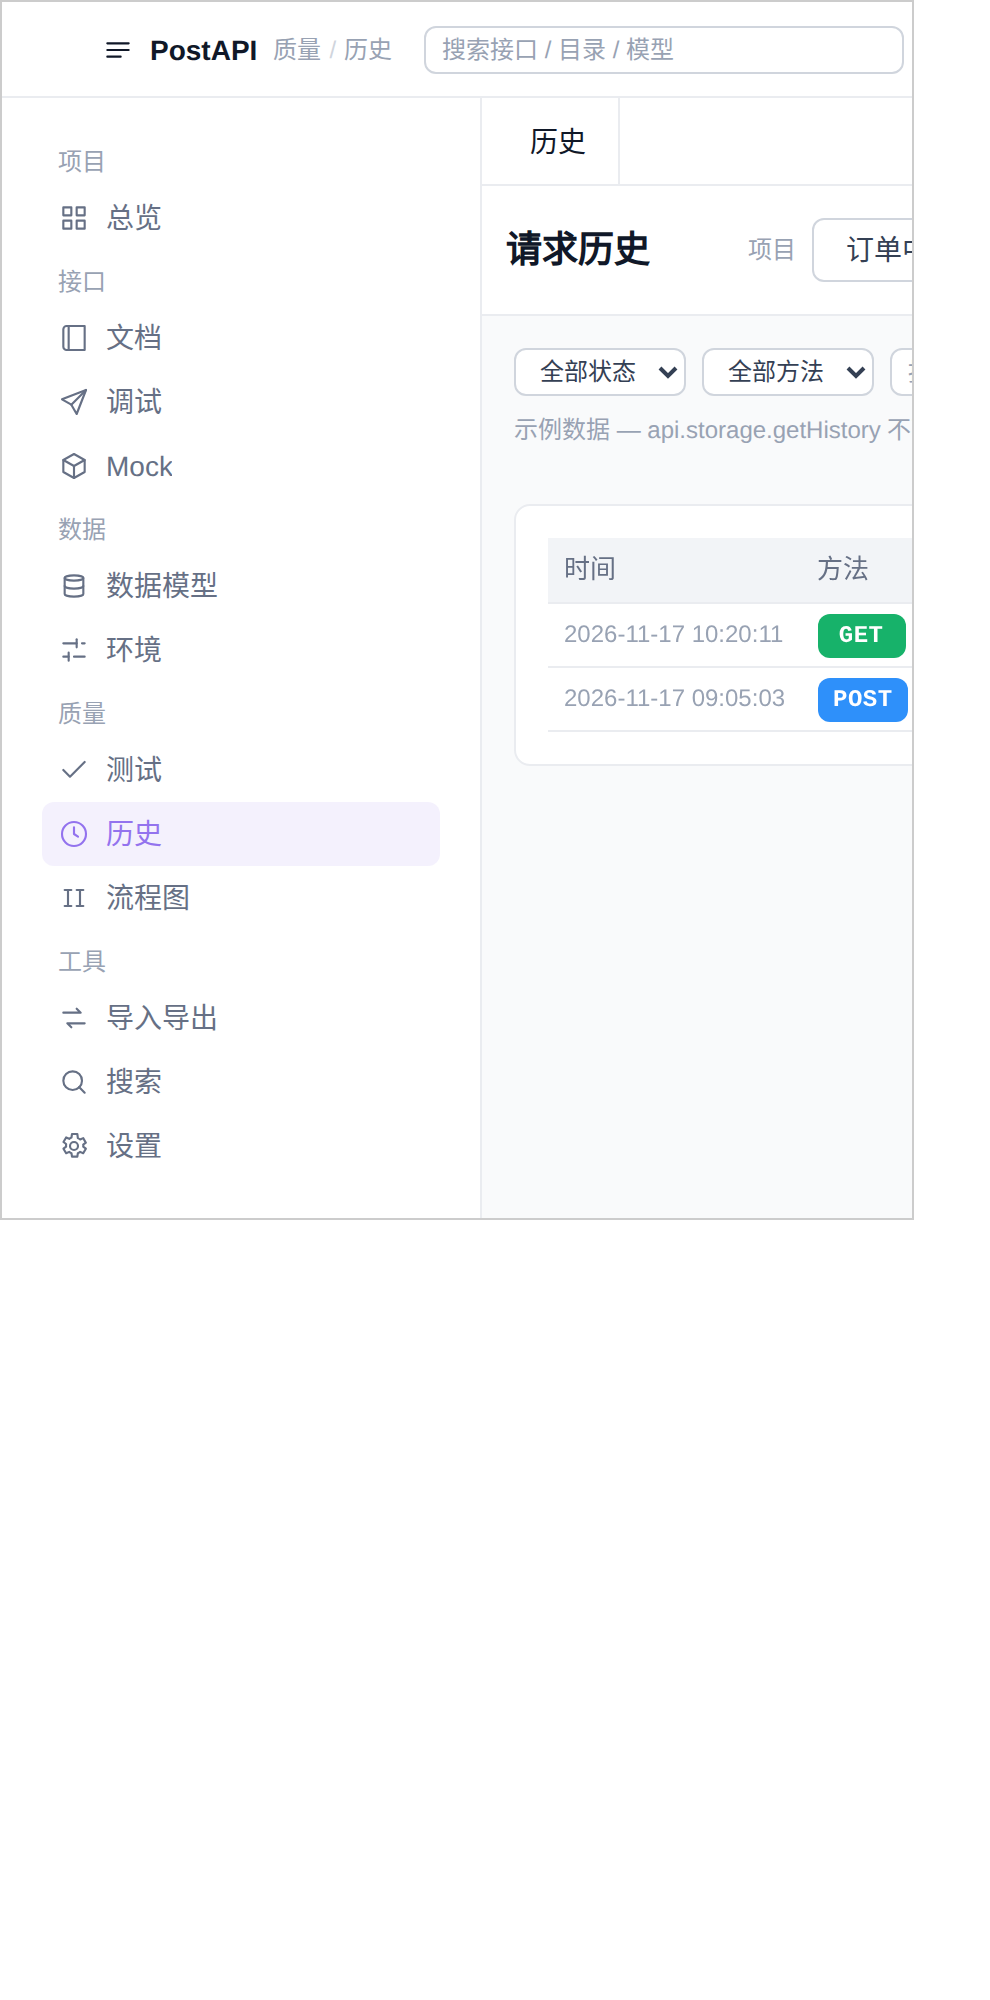 PostAPI 质量 / 历史 搜索接口 / 目录 / 模型
项目
总览
接口
文档
调试
Mock
数据
数据模型
环境
质量
测试
历史
流程图
工具
导入导出
搜索
设置
历史
请求历史 项目 订单
全部状态 全部方法
示例数据 — api.storage.getHistory 不
时间 方法
2026-11-17 10:20:11 GET
2026-11-17 09:05:03 POST